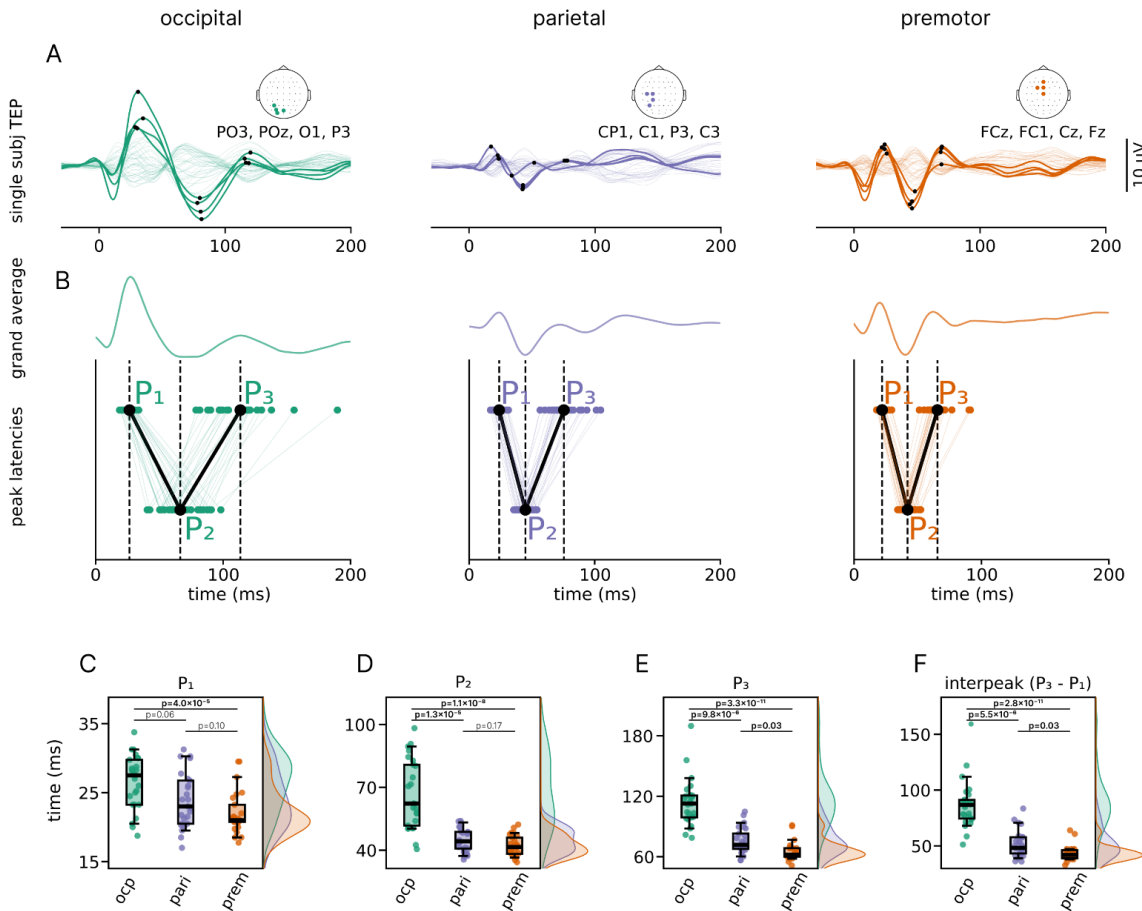 occipital
parietal
premotor
A
single subj TEP
PO3, POz, O1, P3
CP1, C1, P3, C3
FCz, FC1, Cz, Fz
10 μV
0
100
200
0
100
200
0
100
200
B
grand average
peak latencies
P₁
P₃
P₂
P₁
P₃
P₂
P₁
P₃
P₂
0
100
200
0
100
200
0
100
200
time (ms)
time (ms)
time (ms)
C
P₁
p=4.0×10⁻⁵
p=0.06
p=0.10
35
25
15
time (ms)
ocp
pari
prem
D
P₂
p=1.1×10⁻⁸
p=1.3×10⁻⁵
p=0.17
100
70
40
ocp
pari
prem
E
P₃
p=3.3×10⁻¹¹
p=9.8×10⁻⁶
p=0.03
180
120
60
ocp
pari
prem
F
interpeak (P₃ - P₁)
p=2.8×10⁻¹¹
p=5.5×10⁻⁶
p=0.03
150
100
50
ocp
pari
prem